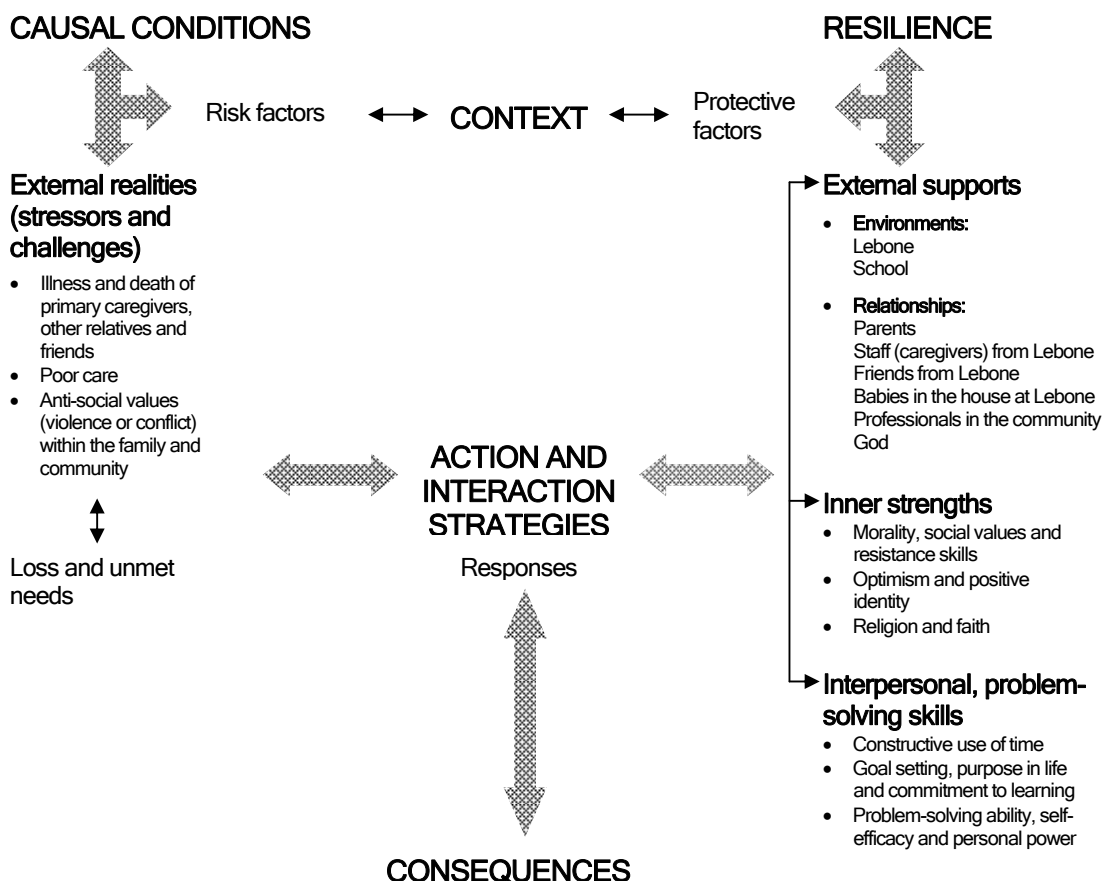 CAUSAL CONDITIONS
RESILIENCE
Risk factors
CONTEXT
Protective
factors
External realities
(stressors and
challenges)
• Illness and death of
primary caregivers,
other relatives and
friends
• Poor care
• Anti-social values
(violence or conflict)
within the family and
community
Loss and unmet
needs
ACTION AND
INTERACTION
STRATEGIES
Responses
CONSEQUENCES
External supports
• Environments:
Lebone
School
• Relationships:
Parents
Staff (caregivers) from Lebone
Friends from Lebone
Babies in the house at Lebone
Professionals in the community
God
Inner strengths
• Morality, social values and
resistance skills
• Optimism and positive
identity
• Religion and faith
Interpersonal, problem-
solving skills
• Constructive use of time
• Goal setting, purpose in life
and commitment to learning
• Problem-solving ability, self-
efficacy and personal power